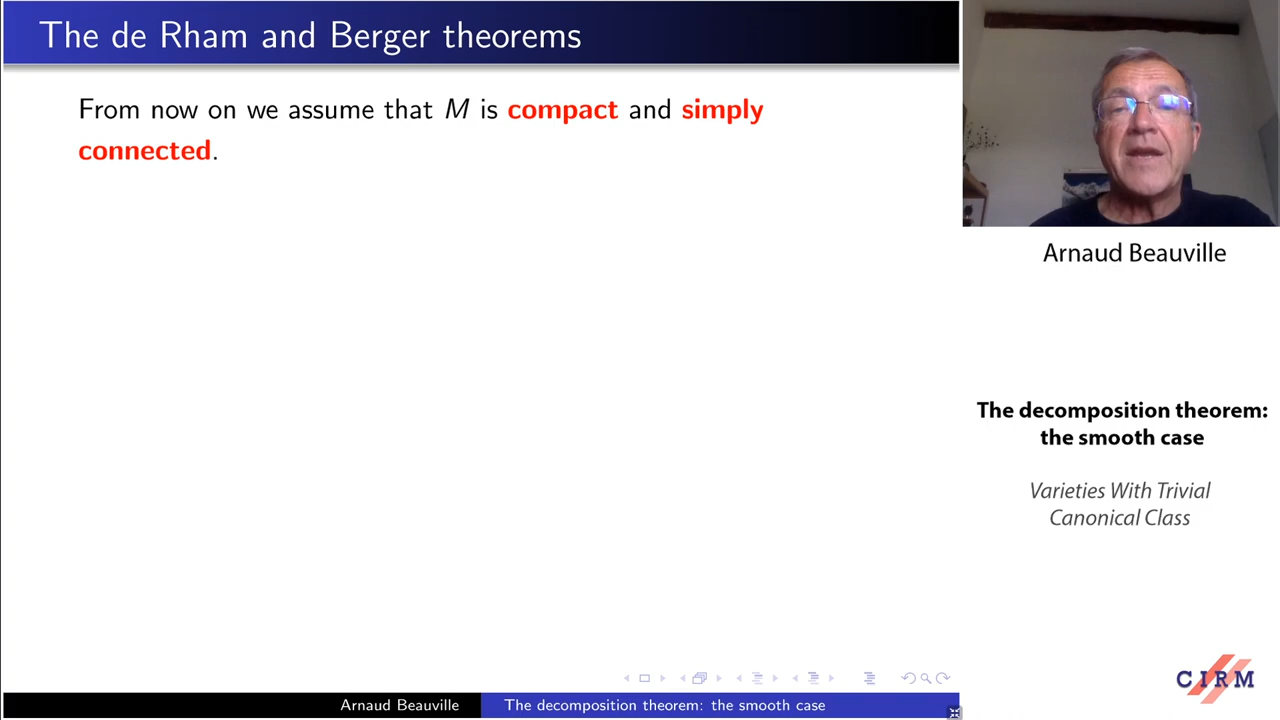 The de Rham and Berger theorems
From now on we assume that M is compact and simply
connected.
Arnaud Beauville
The decomposition theorem:
the smooth case
Varieties With Trivial
Canonical Class
CIRM
Arnaud Beauville
The decomposition theorem: the smooth case